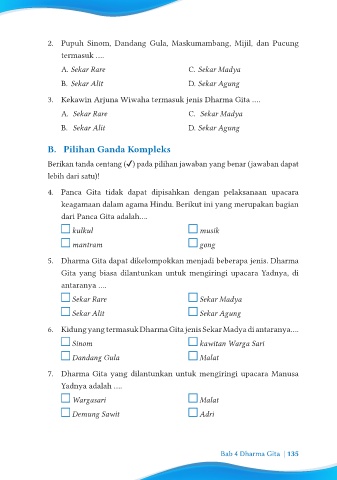 2. Pupuh Sinom, Dandang Gula, Maskumambang, Mijil, dan Pucung
termasuk ....
A. Sekar Rare C. Sekar Madya
B. Sekar Alit D. Sekar Agung
3. Kekawin Arjuna Wiwaha termasuk jenis Dharma Gita ....
A. Sekar Rare C. Sekar Madya
B. Sekar Alit D. Sekar Agung
B. Pilihan Ganda Kompleks
Berikan tanda centang (✓) pada pilihan jawaban yang benar (jawaban dapat
lebih dari satu)!
4. Panca Gita tidak dapat dipisahkan dengan pelaksanaan upacara
keagamaan dalam agama Hindu. Berikut ini yang merupakan bagian
dari Panca Gita adalah....
kulkul musik
mantram gong
5. Dharma Gita dapat dikelompokkan menjadi beberapa jenis. Dharma
Gita yang biasa dilantunkan untuk mengiringi upacara Yadnya, di
antaranya ....
Sekar Rare Sekar Madya
Sekar Alit Sekar Agung
6. Kidung yang termasuk Dharma Gita jenis Sekar Madya di antaranya....
Sinom kawitan Warga Sari
Dandang Gula Malat
7. Dharma Gita yang dilantunkan untuk mengiringi upacara Manusa
Yadnya adalah ....
Wargasari Malat
Demung Sawit Adri
Bab 4 Dharma Gita | 135